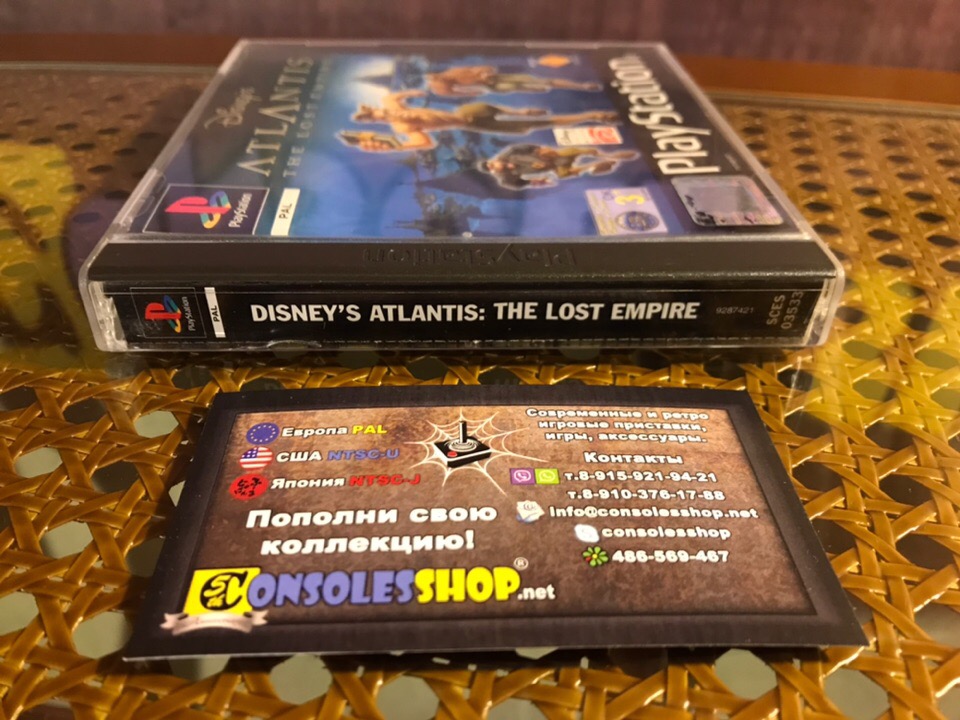 Disney's
ATLANTIS
THE LOST EMPIRE
PlayStation
PlayStation
PAL
3+
PlayStation
PlayStation
PAL
DISNEY'S ATLANTIS: THE LOST EMPIRE
9287421
SCES
03533
Европа PAL
США NTSC-U
Япония NTSC-J
Пополни свою
коллекцию!
CONSOLESSHOP.net
®
Современные и ретро
игровые приставки,
игры, аксессуары.
Контакты
т.8-915-921-94-21
т.8-910-376-17-88
info@consolesshop.net
consolesshop
486-569-467